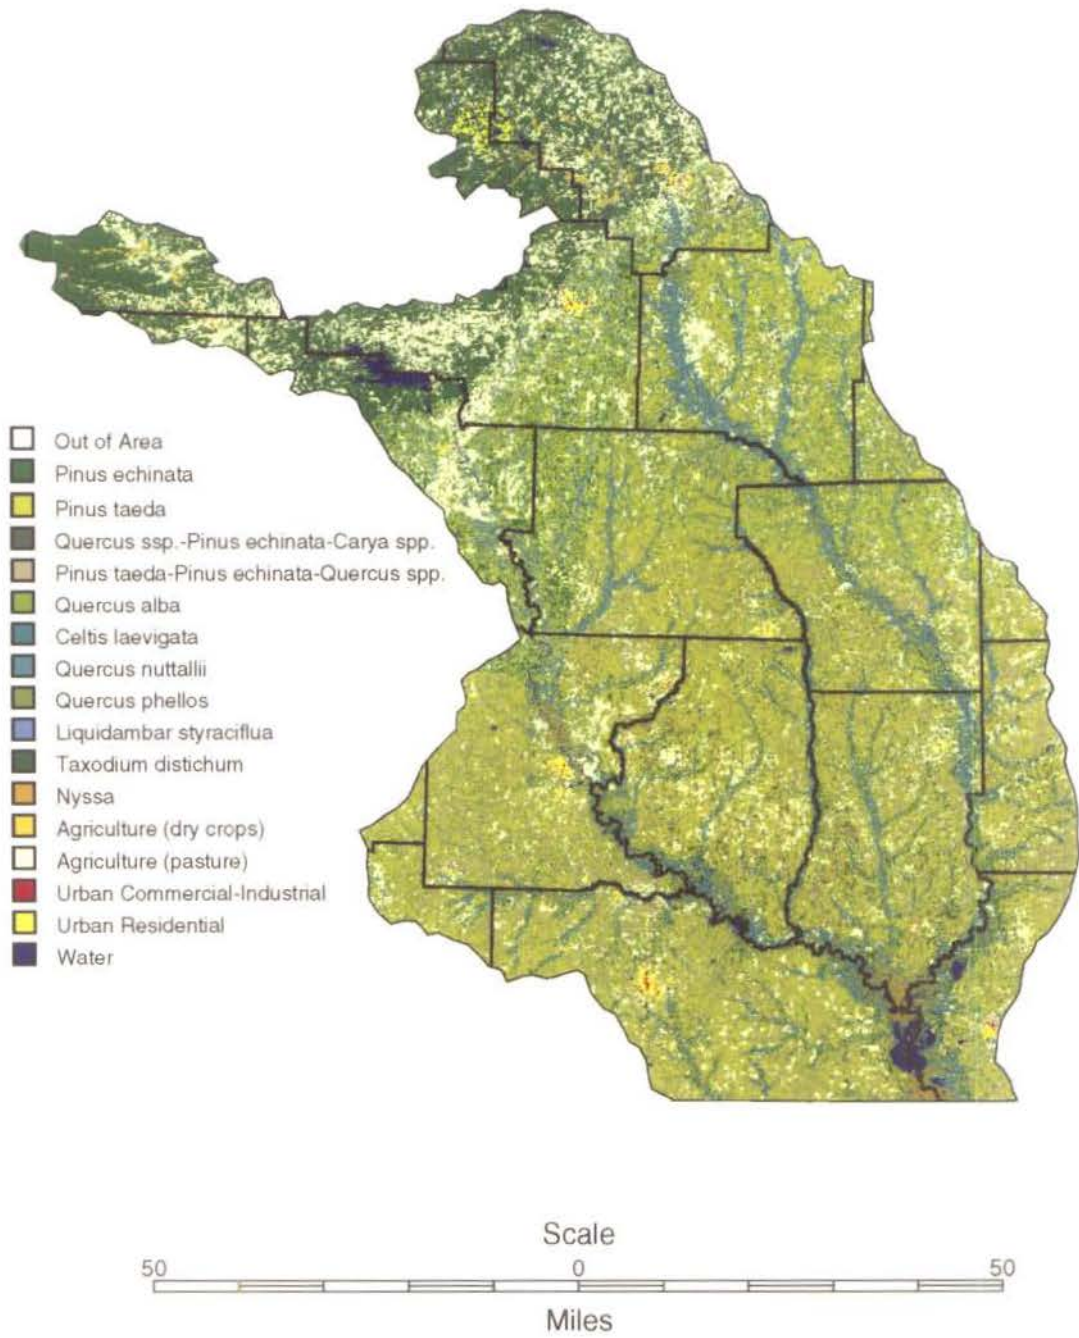 Out of Area
Pinus echinata
Pinus taeda
Quercus ssp.-Pinus echinata-Carya spp.
Pinus taeda-Pinus echinata-Quercus spp.
Quercus alba
Celtis laevigata
Quercus nuttallii
Quercus phellos
Liquidambar styraciflua
Taxodium distichum
Nyssa
Agriculture (dry crops)
Agriculture (pasture)
Urban Commercial-Industrial
Urban Residential
Water
Scale
50 0 50
Miles